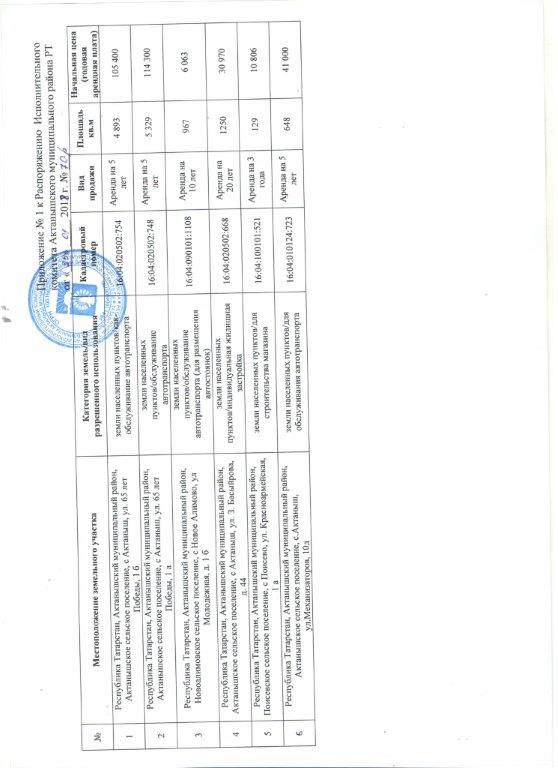 Приложение № 1 к Распоряжению Исполнительного
комитета Актанышского муниципального района РТ
2018 г. №
№ Местоположение земельного участка Категория земель/вид разрешенного использования Кадастровый номер Вид продажи Площадь кв.м Начальная цена (годовая арендная плата)
1 Республика Татарстан, Актанышский муниципальный район, Актанышское сельское поселение, с Актаныш, ул. 65 лет Победы, 1 б земли населенных пунктов обслуживание автотранспорта 16:04:020502:754 Аренда на 5 лет 4 893 105 400
2 Республика Татарстан, Актанышский муниципальный район, Актанышское сельское поселение, с Актаныш, ул. 65 лет Победы, 1 а земли населенных пунктов/обслуживание автотранспорта 16:04:020502:748 Аренда на 5 лет 5 329 114 300
3 Республика Татарстан, Актанышский муниципальный район, Новоалимовское сельское поселение, с Новое Алимово, ул Молодежная, д. 1 б земли населенных пунктов/обслуживание автотранспорта (для размещения автостоянок) 16:04:090101:1108 Аренда на 10 лет 967 6 063
4 Республика Татарстан, Актанышский муниципальный район, Актанышское сельское поселение, с Актаныш, ул. З. Басыйрова, д. 44 земли населенных пунктов/индивидуальная жилищная застройка 16:04:020502:668 Аренда на 20 лет 1250 30 970
5 Республика Татарстан, Актанышский муниципальный район, Поисевское сельское поселение, с Поисево, ул. Красноармейская, 1 а земли населенных пунктов/для строительства магазина 16:04:100101:521 Аренда на 3 года 129 10 806
6 Республика Татарстан, Актанышский муниципальный район, Актанышское сельское поселение, с.Актаныш, ул.Механизаторов, 10л земли населенных пунктов/для обслуживания автотранспорта 16:04:010124:723 Аренда на 5 лет 648 41 000